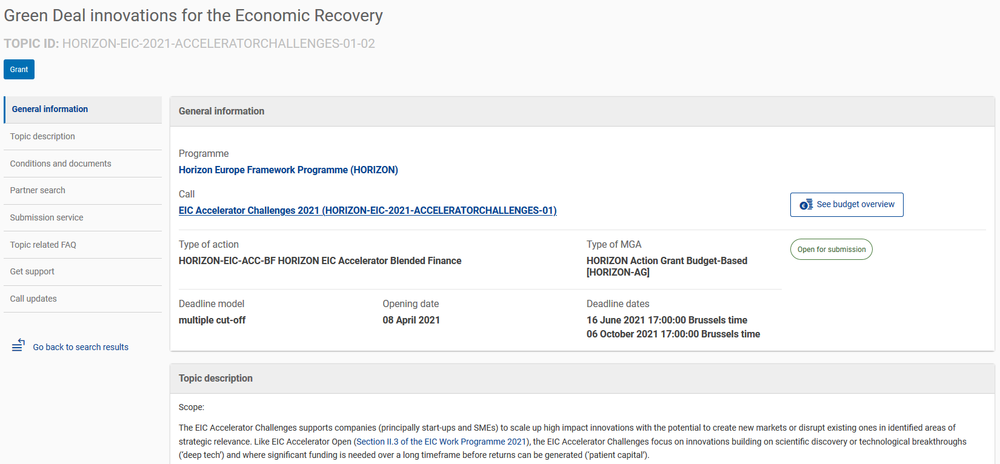 Green Deal innovations for the Economic Recovery
TOPIC ID: HORIZON-EIC-2021-ACCELERATORCHALLENGES-01-02
Grant
General information
Topic description
Conditions and documents
Partner search
Submission service
Topic related FAQ
Get support
Call updates
Go back to search results
General information
Programme
Horizon Europe Framework Programme (HORIZON)
Call
EIC Accelerator Challenges 2021 (HORIZON-EIC-2021-ACCELERATORCHALLENGES-01)
See budget overview
Type of action
HORIZON-EIC-ACC-BF HORIZON EIC Accelerator Blended Finance
Type of MGA
HORIZON Action Grant Budget-Based
[HORIZON-AG]
Open for submission
Deadline model
multiple cut-off
Opening date
08 April 2021
Deadline dates
16 June 2021 17:00:00 Brussels time
06 October 2021 17:00:00 Brussels time
Topic description
Scope:
The EIC Accelerator Challenges supports companies (principally start-ups and SMEs) to scale up high impact innovations with the potential to create new markets or disrupt existing ones in identified areas of
strategic relevance. Like EIC Accelerator Open (Section II.3 of the EIC Work Programme 2021), the EIC Accelerator Challenges focus on innovations building on scientific discovery or technological breakthroughs
(‘deep tech’) and where significant funding is needed over a long timeframe before returns can be generated (‘patient capital’).